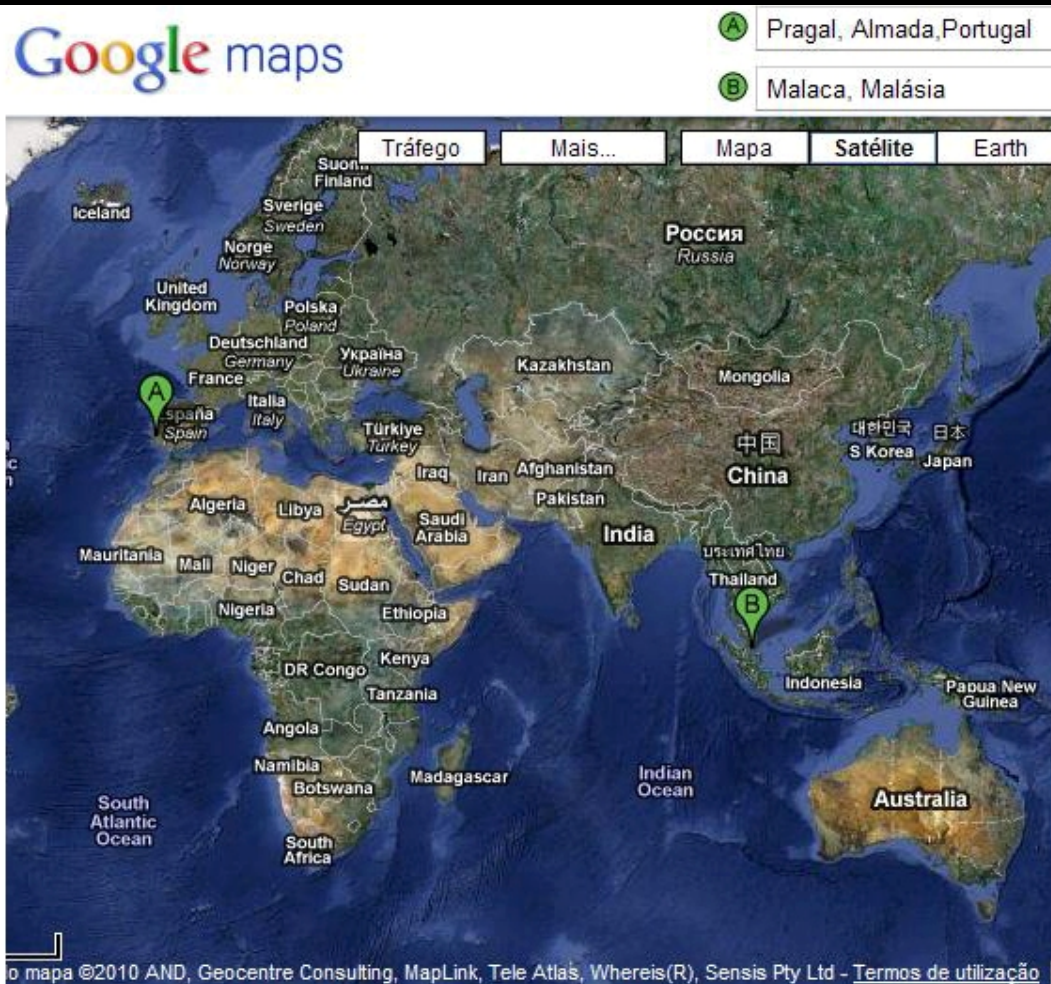 Google maps
A Pragal, Almada,Portugal
B Malaca, Malásia
Tráfego Mais... Mapa Satélite Earth
Suomi
Finland
Iceland
Sverige
Sweden
Norge
Norway
Россия
Russia
United
Kingdom
Polska
Poland
Deutschland
Germany
Україна
Ukraine
Kazakhstan
Mongolia
France
A
Italia
Italy
España
Spain
Türkiye
Turkey
中国
China
대한민국
S Korea
日本
Japan
Iraq
Iran
Afghanistan
Pakistan
Algeria
Libya
مصر
Egypt
Saudi
Arabia
India
Mauritania
Mali
Niger
Chad
Sudan
ประเทศไทย
Thailand
Nigeria
Ethiopia
B
DR Congo
Kenya
Indonesia
Papua New
Guinea
Tanzania
Angola
Namibia
Botswana
Madagascar
Indian
Ocean
Australia
South
Atlantic
Ocean
South
Africa
o mapa ©2010 AND, Geocentre Consulting, MapLink, Tele Atlas, Whereis(R), Sensis Pty Ltd - Termos de utilização